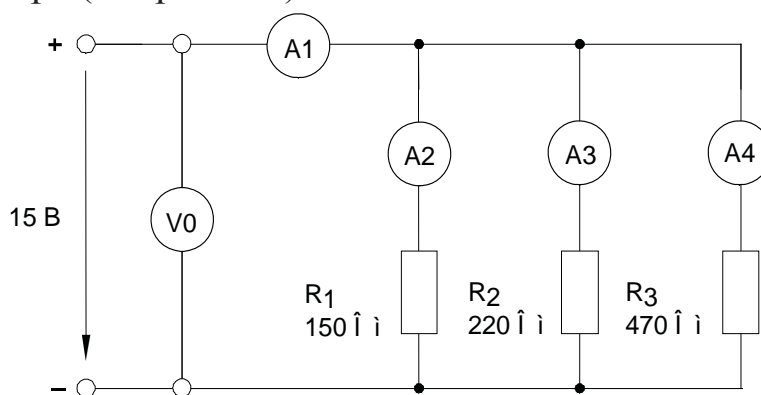 +
A1
A2
A3
A4
15 В
V0
R1
150 Î ì
R2
220 Î ì
R3
470 Î ì
–